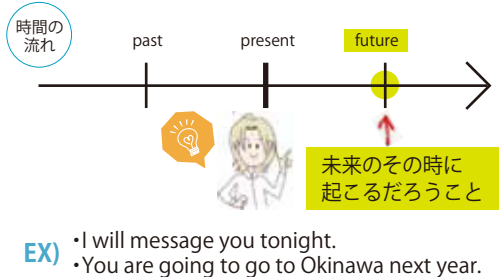 時間の
流れ
past present future
未来のその時に
起こるだろうこと
EX)
・I will message you tonight.
・You are going to go to Okinawa next year.